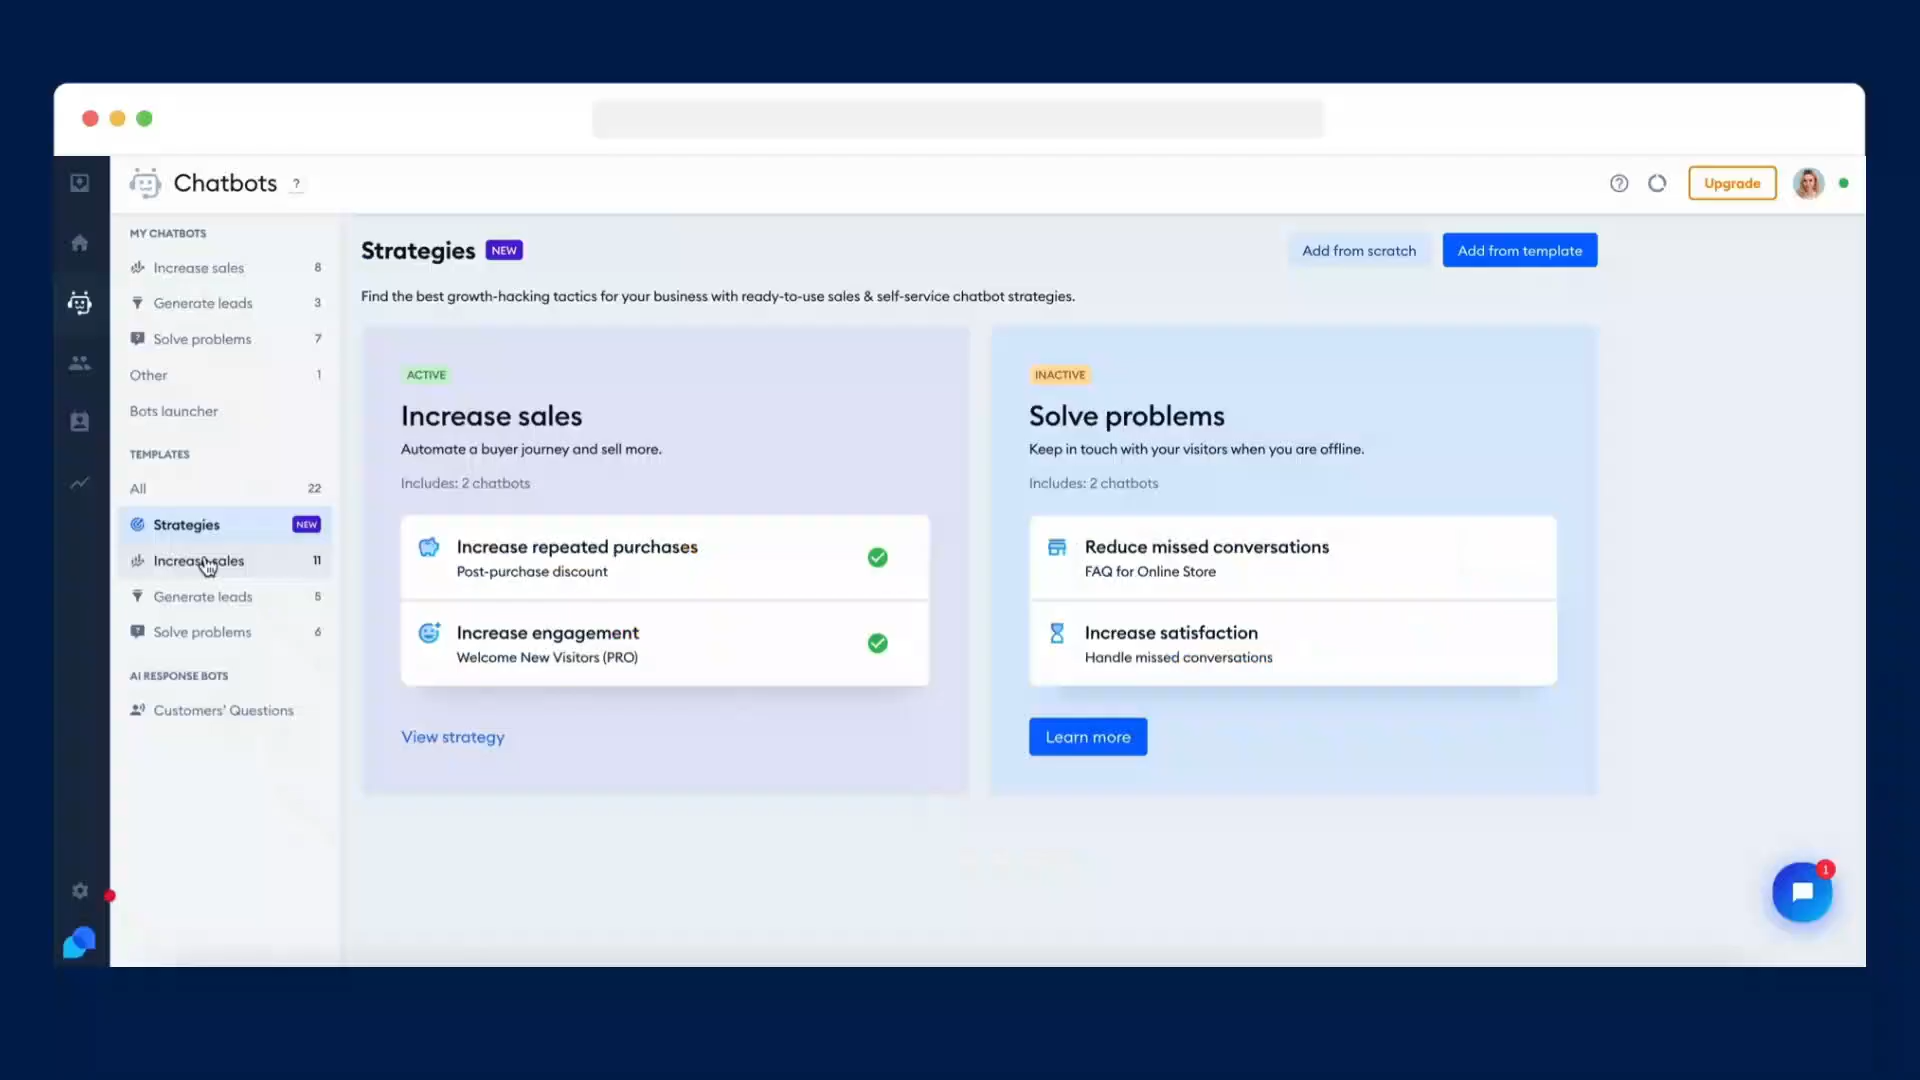 Chatbots ?
Upgrade
MY CHATBOTS
Increase sales 8
Generate leads 3
Solve problems 7
Other 1
Bots launcher
TEMPLATES
All 22
Strategies NEW
Increase sales 11
Generate leads 5
Solve problems 6
AI RESPONSE BOTS
Customers' Questions
Strategies NEW
Add from scratch
Add from template
Find the best growth-hacking tactics for your business with ready-to-use sales & self-service chatbot strategies.
ACTIVE
Increase sales
Automate a buyer journey and sell more.
Includes: 2 chatbots
Increase repeated purchases
Post-purchase discount
Increase engagement
Welcome New Visitors (PRO)
View strategy
INACTIVE
Solve problems
Keep in touch with your visitors when you are offline.
Includes: 2 chatbots
Reduce missed conversations
FAQ for Online Store
Increase satisfaction
Handle missed conversations
Learn more
1